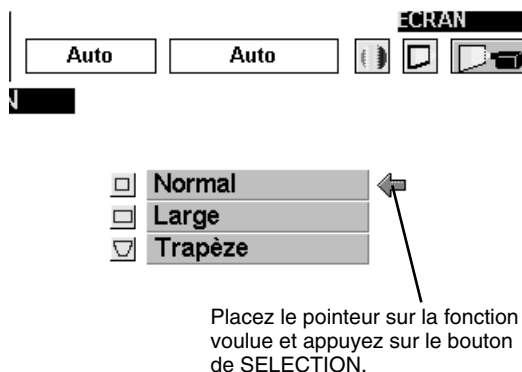 ECRAN
Auto Auto
N
Normal
Large
Trapèze
Placez le pointeur sur la fonction
voulue et appuyez sur le bouton
de SELECTION.